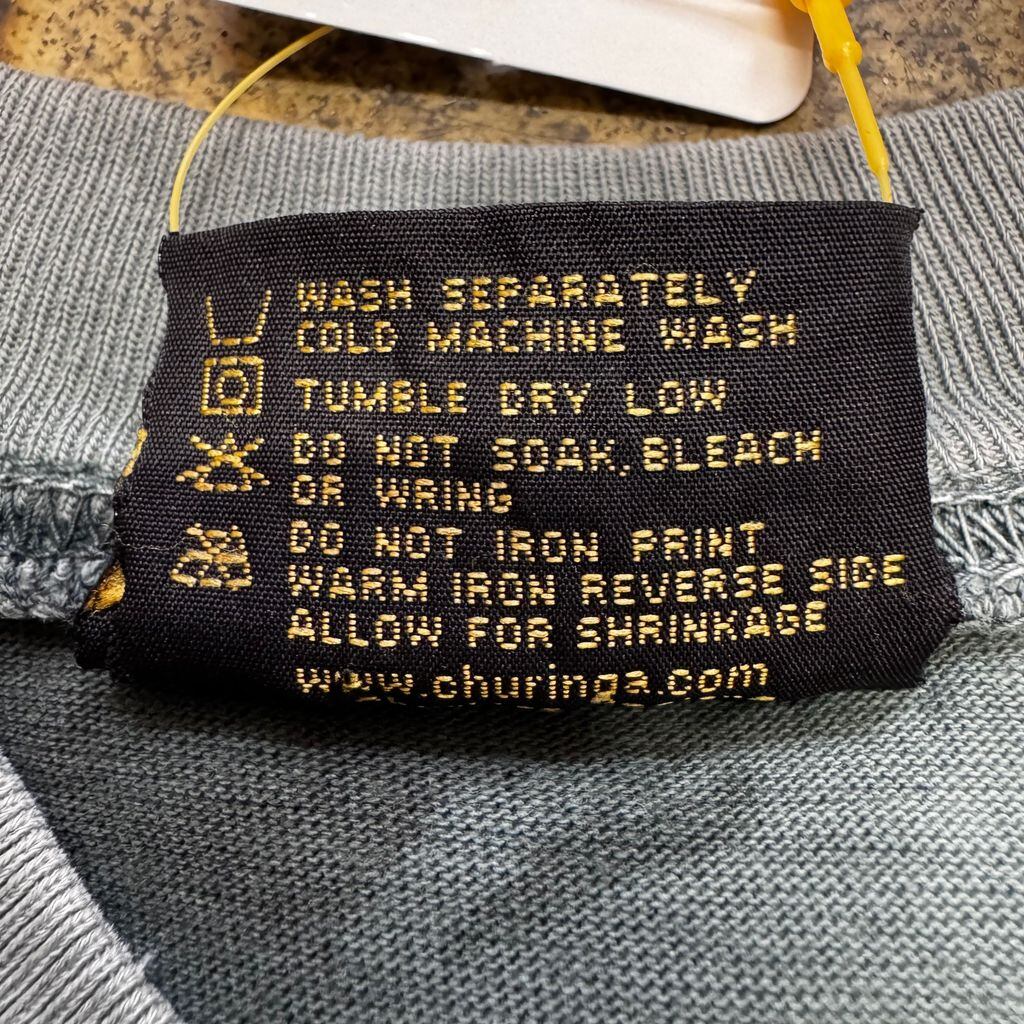 WASH SEPARATELY
COLD MACHINE WASH
TUMBLE DRY LOW
DO NOT SOAK, BLEACH
OR WRING
DO NOT IRON PRINT
WARM IRON REVERSE SIDE
ALLOW FOR SHRINKAGE
www.churinga.com